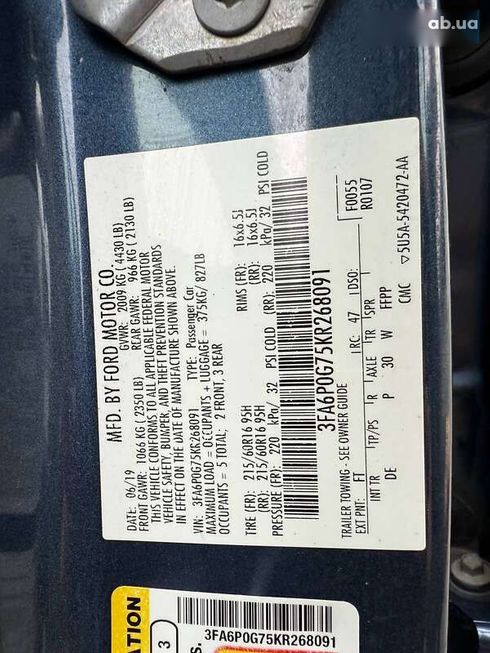 ab.ua
MFD. BY FORD MOTOR CO.
DATE: 06/19 GVWR: 2009 KG ( 4430 LB)
FRONT GAWR: 1066 KG ( 2350 LB) REAR GAWR: 966 KG ( 2130 LB)
THIS VEHICLE CONFORMS TO ALL APPLICABLE FEDERAL MOTOR
VEHICLE SAFETY, BUMPER, AND THEFT PREVENTION STANDARDS
IN EFFECT ON THE DATE OF MANUFACTURE SHOWN ABOVE.
VIN: 3FA6P0G75KR268091 TYPE: Passenger Car
MAXIMUM LOAD = OCCUPANTS + LUGGAGE = 375KG/ 827LB
OCCUPANTS = 5 TOTAL; 2 FRONT, 3 REAR
TIRE (FR): 215/60R16 95H RIMS (FR): 16x6.5J
(RR): 215/60R16 95H (RR): 16x6.5J
PRESSURE (FR): 220 kPa/ 32 PSI COLD (RR): 220 kPa/ 32 PSI COLD
3FA6P0G75KR268091
TRAILER TOWING - SEE OWNER GUIDE F0055
R0107
EXT PNT: FT RC: 47 DSO:
INT TR TP/PS R AXLE TR SPR
DE P 30 W FFPP
CMC ▽5U5A-5420472-AA
3FA6P0G75KR268091
3
S.